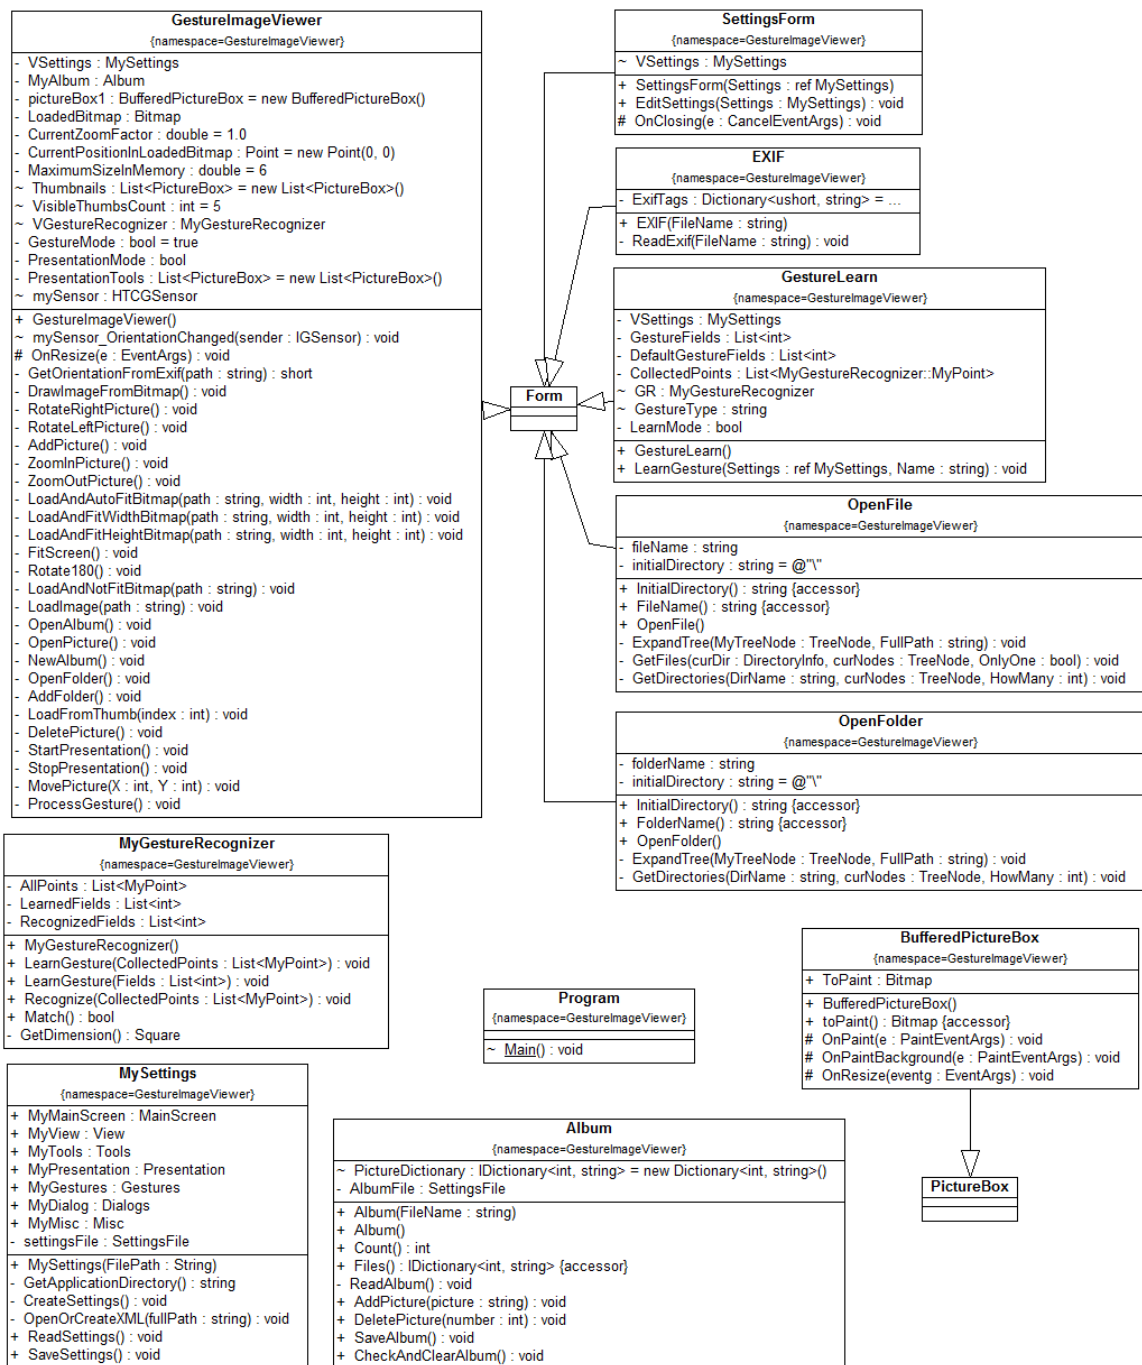 GestureImageViewer
{namespace=GestureImageViewer}
- VSettings : MySettings
- MyAlbum : Album
- pictureBox1 : BufferedPictureBox = new BufferedPictureBox()
- LoadedBitmap : Bitmap
- CurrentZoomFactor : double = 1.0
- CurrentPositionInLoadedBitmap : Point = new Point(0, 0)
- MaximumSizeInMemory : double = 6
~ Thumbnails : List<PictureBox> = new List<PictureBox>()
~ VisibleThumbsCount : int = 5
~ VGestureRecognizer : MyGestureRecognizer
- GestureMode : bool = true
- PresentationMode : bool
- PresentationTools : List<PictureBox> = new List<PictureBox>()
~ mySensor : HTCGSensor
+ GestureImageViewer()
~ mySensor_OrientationChanged(sender : IGSensor) : void
# OnResize(e : EventArgs) : void
- GetOrientationFromExif(path : string) : short
- DrawImageFromBitmap() : void
- RotateRightPicture() : void
- RotateLeftPicture() : void
- AddPicture() : void
- ZoomInPicture() : void
- ZoomOutPicture() : void
- LoadAndAutoFitBitmap(path : string, width : int, height : int) : void
- LoadAndFitWidthBitmap(path : string, width : int, height : int) : void
- LoadAndFitHeightBitmap(path : string, width : int, height : int) : void
- FitScreen() : void
- Rotate180() : void
- LoadAndNotFitBitmap(path : string) : void
- LoadImage(path : string) : void
- OpenAlbum() : void
- OpenPicture() : void
- NewAlbum() : void
- OpenFolder() : void
- AddFolder() : void
- LoadFromThumb(index : int) : void
- DeletePicture() : void
- StartPresentation() : void
- StopPresentation() : void
- MovePicture(X : int, Y : int) : void
- ProcessGesture() : void
SettingsForm
{namespace=GestureImageViewer}
~ VSettings : MySettings
+ SettingsForm(Settings : ref MySettings)
+ EditSettings(Settings : MySettings) : void
# OnClosing(e : CancelEventArgs) : void
EXIF
{namespace=GestureImageViewer}
- ExifTags : Dictionary<ushort, string> = ...
+ EXIF(FileName : string)
- ReadExif(FileName : string) : void
GestureLearn
{namespace=GestureImageViewer}
- VSettings : MySettings
- GestureFields : List<int>
- DefaultGestureFields : List<int>
- CollectedPoints : List<MyGestureRecognizer::MyPoint>
~ GR : MyGestureRecognizer
~ GestureType : string
- LearnMode : bool
+ GestureLearn()
+ LearnGesture(Settings : ref MySettings, Name : string) : void
Form
OpenFile
{namespace=GestureImageViewer}
- fileName : string
- initialDirectory : string = @"\"
+ InitialDirectory() : string {accessor}
+ FileName() : string {accessor}
+ OpenFile()
- ExpandTree(MyTreeNode : TreeNode, FullPath : string) : void
- GetFiles(curDir : DirectoryInfo, curNodes : TreeNode, OnlyOne : bool) : void
- GetDirectories(DirName : string, curNodes : TreeNode, HowMany : int) : void
OpenFolder
{namespace=GestureImageViewer}
- folderName : string
- initialDirectory : string = @"\"
+ InitialDirectory() : string {accessor}
+ FolderName() : string {accessor}
+ OpenFolder()
- ExpandTree(MyTreeNode : TreeNode, FullPath : string) : void
- GetDirectories(DirName : string, curNodes : TreeNode, HowMany : int) : void
MyGestureRecognizer
{namespace=GestureImageViewer}
- AllPoints : List<MyPoint>
- LearnedFields : List<int>
- RecognizedFields : List<int>
+ MyGestureRecognizer()
+ LearnGesture(CollectedPoints : List<MyPoint>) : void
+ LearnGesture(Fields : List<int>) : void
+ Recognize(CollectedPoints : List<MyPoint>) : void
+ Match() : bool
- GetDimension() : Square
Program
{namespace=GestureImageViewer}
~ Main() : void
BufferedPictureBox
{namespace=GestureImageViewer}
+ ToPaint : Bitmap
+ BufferedPictureBox()
+ toPaint() : Bitmap {accessor}
# OnPaint(e : PaintEventArgs) : void
# OnPaintBackground(e : PaintEventArgs) : void
# OnResize(eventg : EventArgs) : void
PictureBox
MySettings
{namespace=GestureImageViewer}
+ MyMainScreen : MainScreen
+ MyView : View
+ MyTools : Tools
+ MyPresentation : Presentation
+ MyGestures : Gestures
+ MyDialog : Dialogs
+ MyMisc : Misc
- settingsFile : SettingsFile
+ MySettings(FilePath : String)
- GetApplicationDirectory() : string
- CreateSettings() : void
- OpenOrCreateXML(fullPath : string) : void
+ ReadSettings() : void
+ SaveSettings() : void
Album
{namespace=GestureImageViewer}
~ PictureDictionary : IDictionary<int, string> = new Dictionary<int, string>()
- AlbumFile : SettingsFile
+ Album(FileName : string)
+ Album()
+ Count() : int
+ Files() : IDictionary<int, string> {accessor}
- ReadAlbum() : void
+ AddPicture(picture : string) : void
+ DeletePicture(number : int) : void
+ SaveAlbum() : void
+ CheckAndClearAlbum() : void